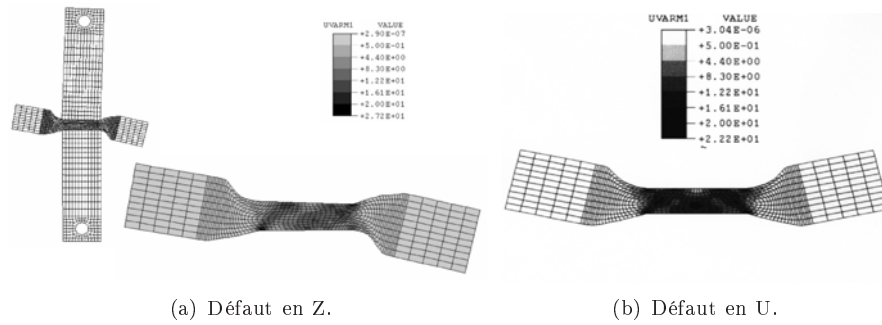 UVARM1 VALUE
+2.90E-07
+5.00E-01
+4.40E+00
+8.30E+00
+1.22E+01
+1.61E+01
+2.00E+01
+2.72E+01
UVARM1 VALUE
+3.04E-06
+5.00E-01
+4.40E+00
+8.30E+00
+1.22E+01
+1.61E+01
+2.00E+01
+2.22E+01
(a) Défaut en Z.
(b) Défaut en U.